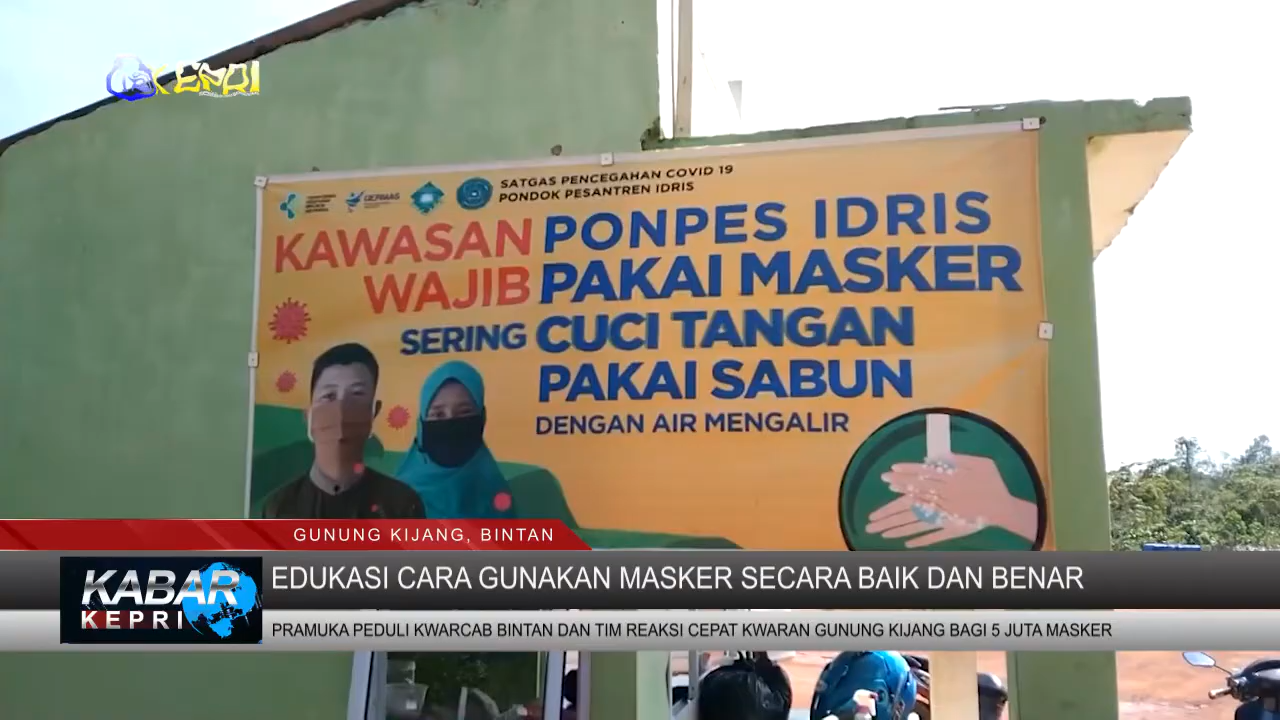 KEPRI
GERMAS
SATGAS PENCEGAHAN COVID 19
PONDOK PESANTREN IDRIS
KAWASAN PONPES IDRIS
WAJIB PAKAI MASKER
SERING CUCI TANGAN
PAKAI SABUN
DENGAN AIR MENGALIR
GUNUNG KIJANG, BINTAN
KABAR
KEPRI
EDUKASI CARA GUNAKAN MASKER SECARA BAIK DAN BENAR
PRAMUKA PEDULI KWARCAB BINTAN DAN TIM REAKSI CEPAT KWARAN GUNUNG KIJANG BAGI 5 JUTA MASKER